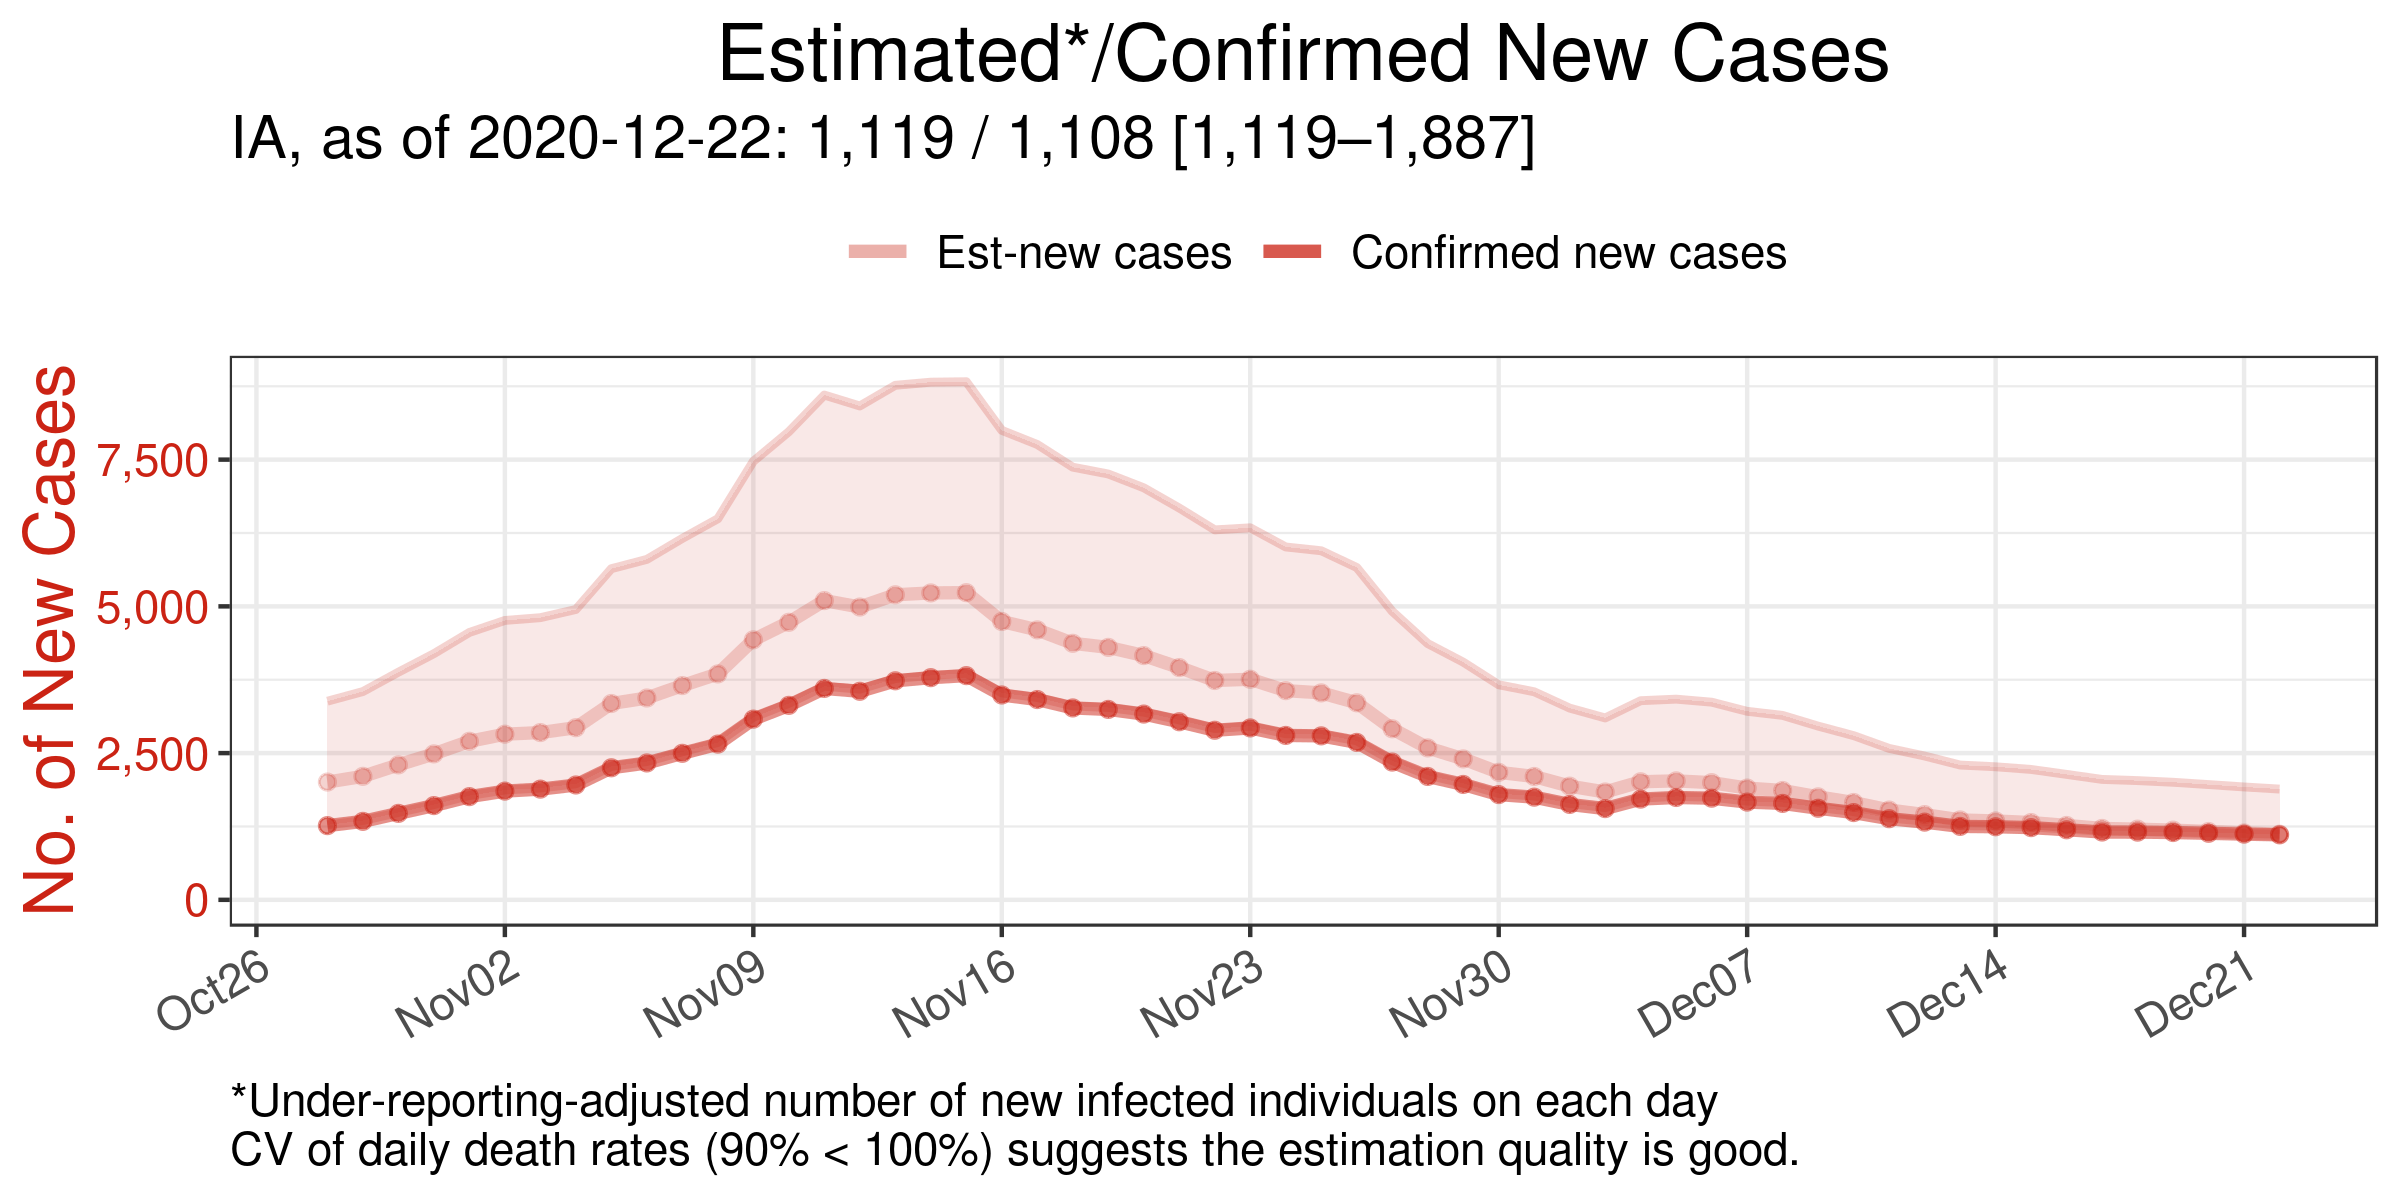 Estimated*/Confirmed New Cases
IA, as of 2020-12-22: 1,119 / 1,108 [1,119–1,887]
Est-new cases
Confirmed new cases
No. of New Cases
7,500
5,000
2,500
0
Oct26
Nov02
Nov09
Nov16
Nov23
Nov30
Dec07
Dec14
Dec21
*Under-reporting-adjusted number of new infected individuals on each day
CV of daily death rates (90% < 100%) suggests the estimation quality is good.